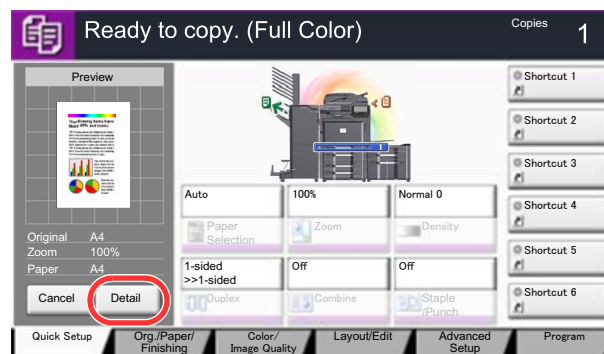 Ready to copy. (Full Color)
Copies
1
Preview
Original A4
Zoom 100%
Paper A4
Cancel
Detail
1
Auto
Paper
Selection
100%
Zoom
Normal 0
Density
1-sided
>>1-sided
Duplex
Off
Combine
Off
Staple
/Punch
Shortcut 1
Shortcut 2
Shortcut 3
Shortcut 4
Shortcut 5
Shortcut 6
Quick Setup
Org./Paper/
Finishing
Color/
Image Quality
Layout/Edit
Advanced
Setup
Program